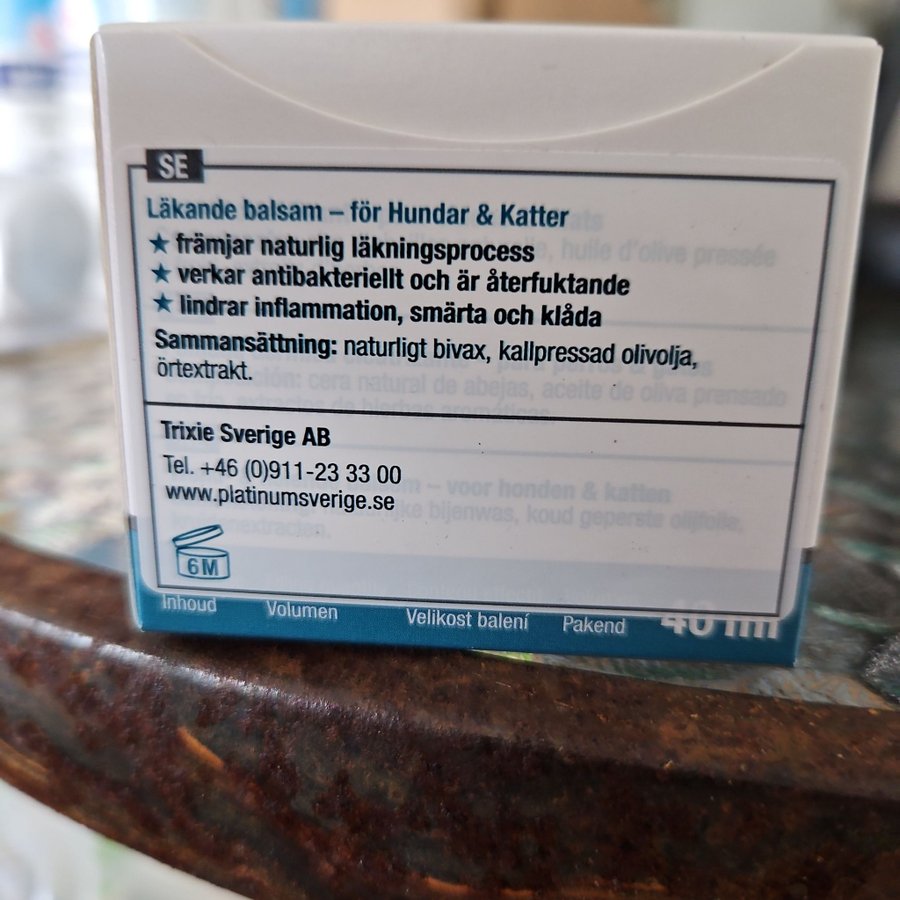 SE
Läkande balsam – för Hundar & Katter
★ främjar naturlig läkningsprocess
★ verkar antibakteriellt och är återfuktande
★ lindrar inflammation, smärta och klåda
Sammansättning: naturligt bivax, kallpressad olivolja,
örtextrakt.
Trixie Sverige AB
Tel. +46 (0)911-23 33 00
www.platinumsverige.se
6M
Inhoud Volumen Velikost balení Pakend 40 ml